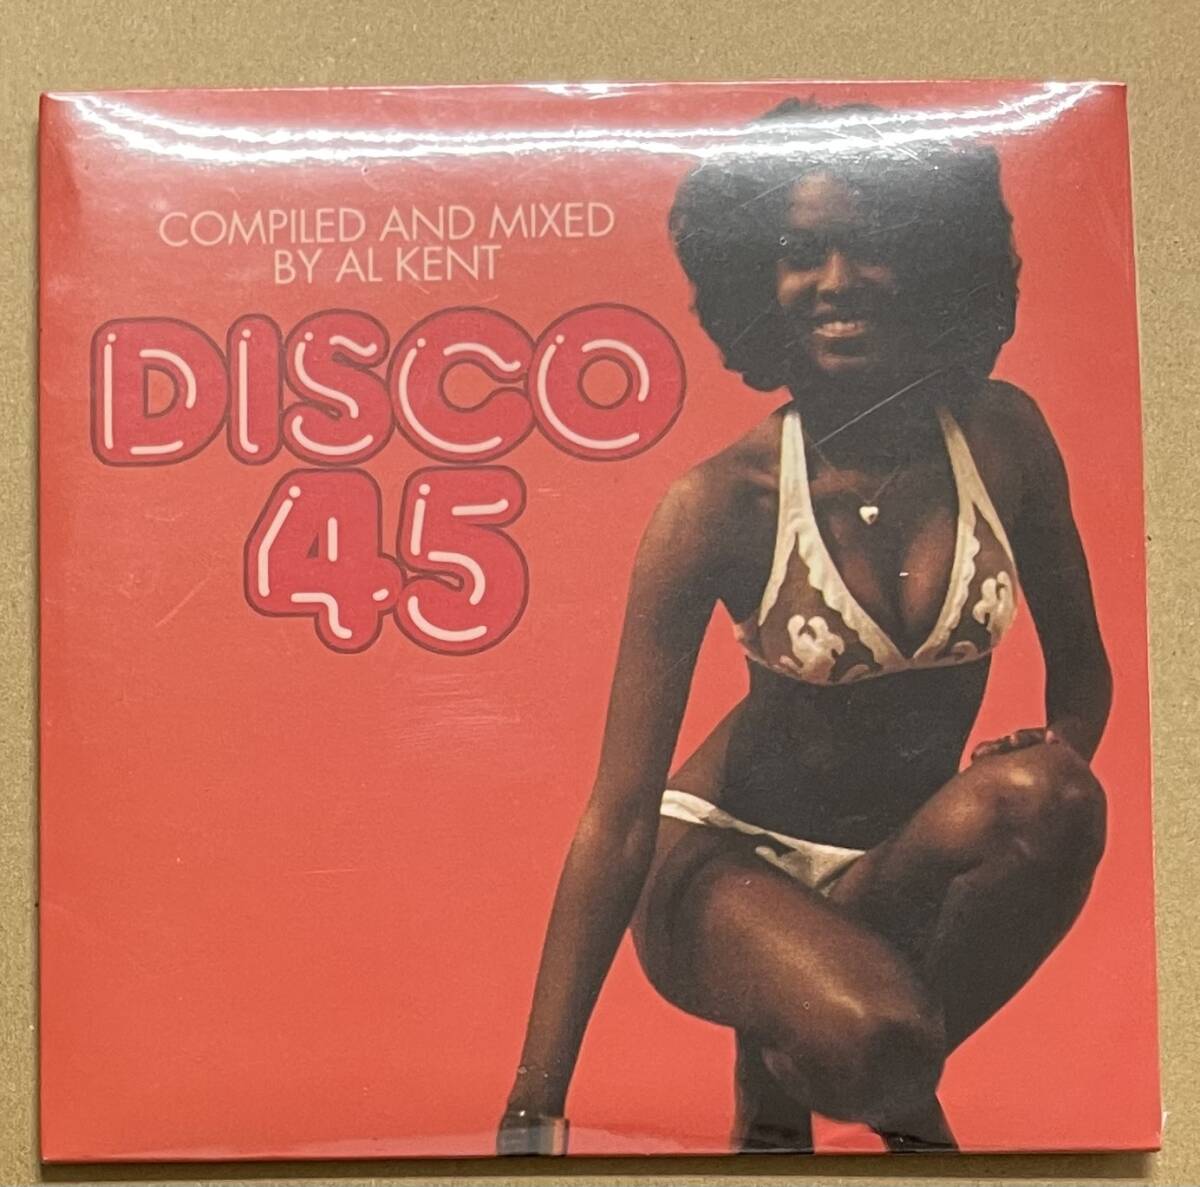 COMPILED AND MIXED
BY AL KENT
DISCO
45